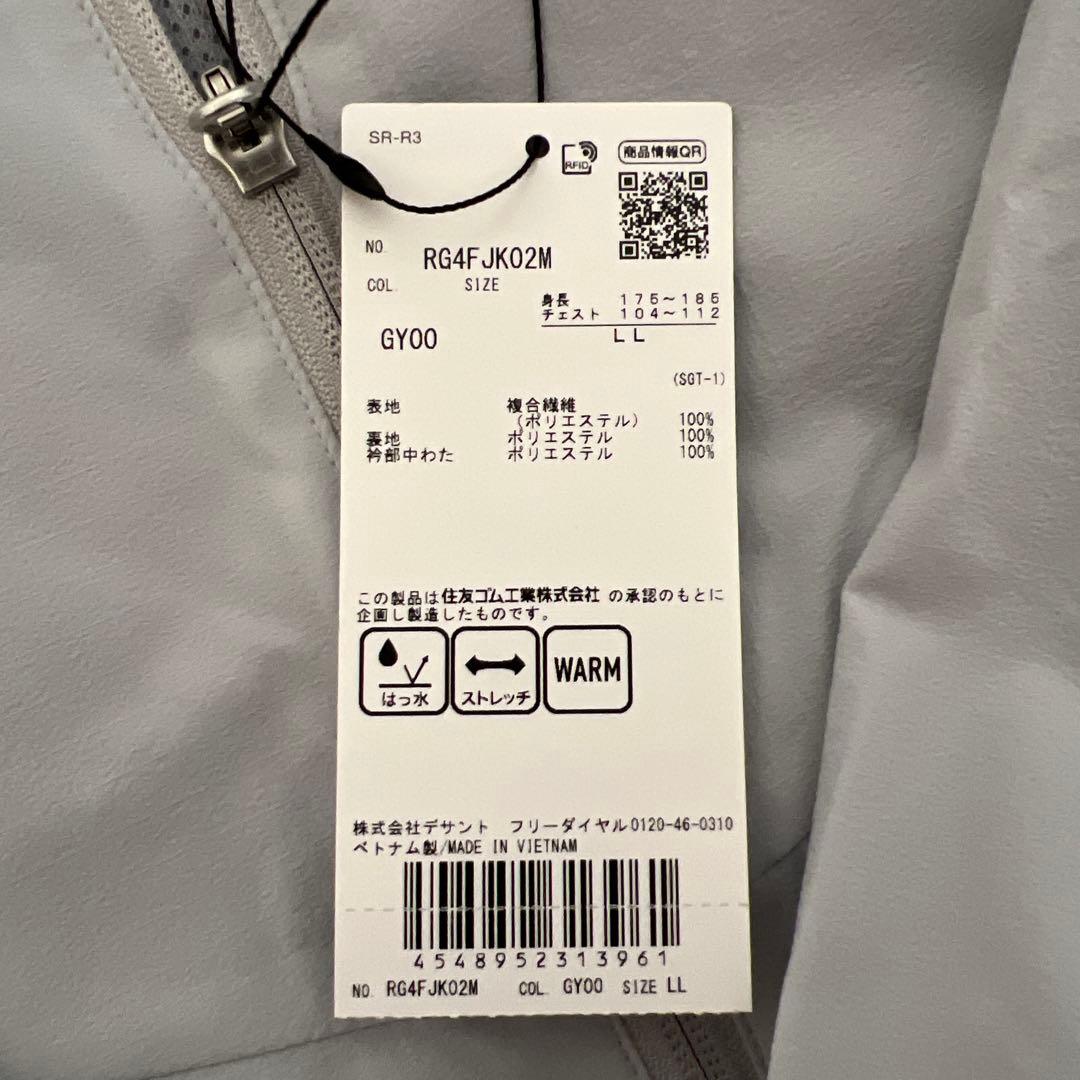 SR-R3
RFID
商品情報QR
NO. RG4FJK02M
COL. SIZE
身長 175～185
チェスト 104～112
GY00 LL
(SGT-1)
表地 複合繊維
(ポリエステル) 100%
裏地 ポリエステル 100%
衿部中わた ポリエステル 100%
この製品は住友ゴム工業株式会社 の承認のもとに
企画し製造したものです。
はっ水 ストレッチ WARM
株式会社デサント フリーダイヤル0120-46-0310
ベトナム製/MADE IN VIETNAM
4548952313961
NO. RG4FJK02M COL. GY00 SIZE LL